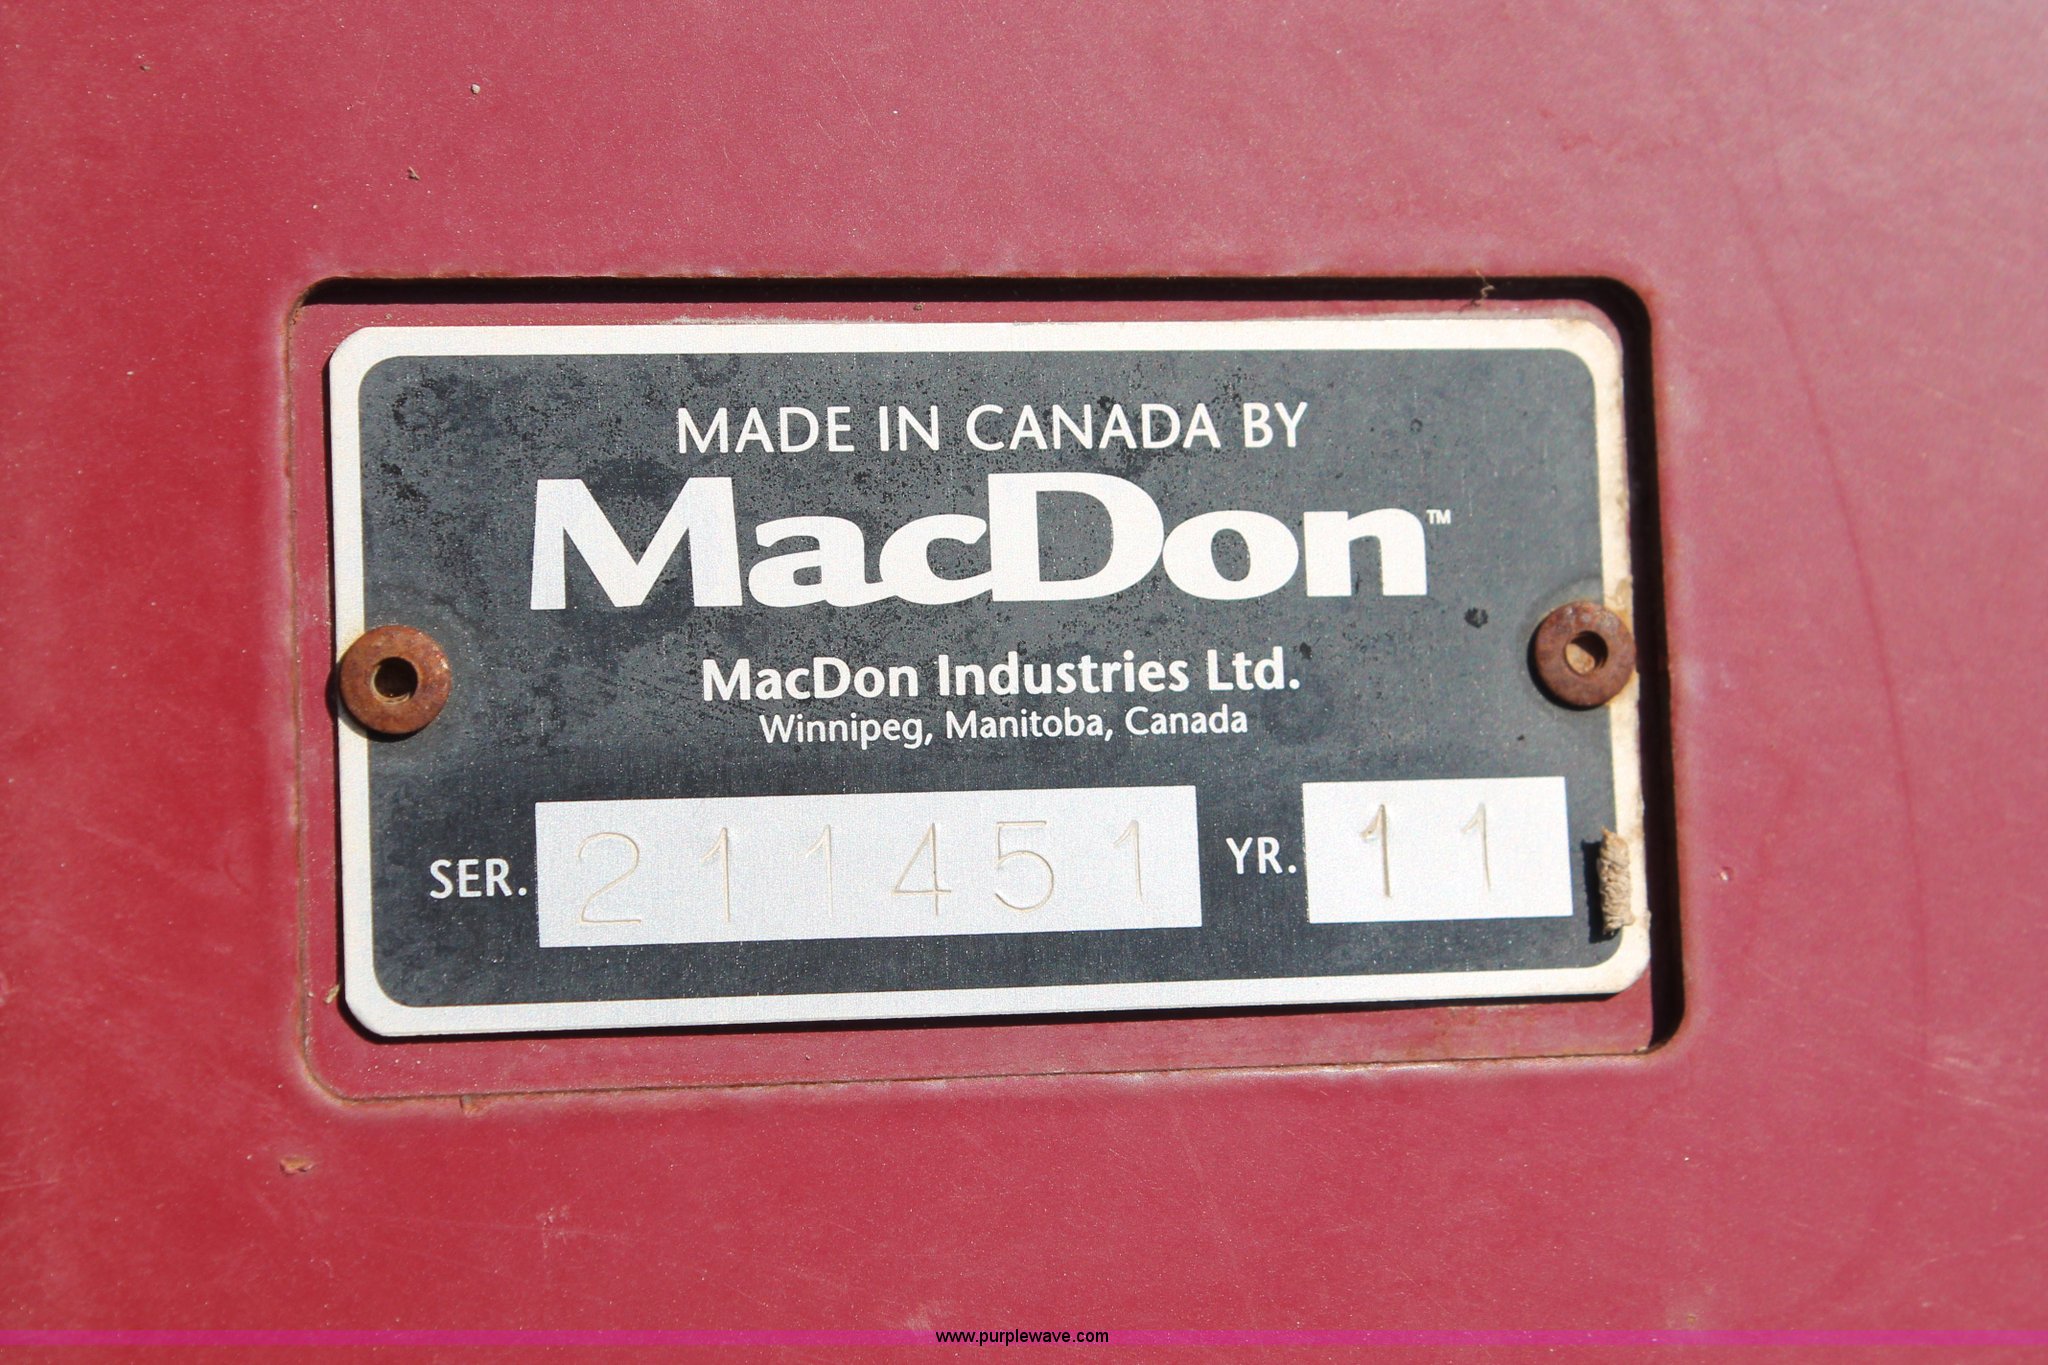 MADE IN CANADA BY
MacDon™
MacDon Industries Ltd.
Winnipeg, Manitoba, Canada
SER. 211451 YR. 11
www.purplewave.com